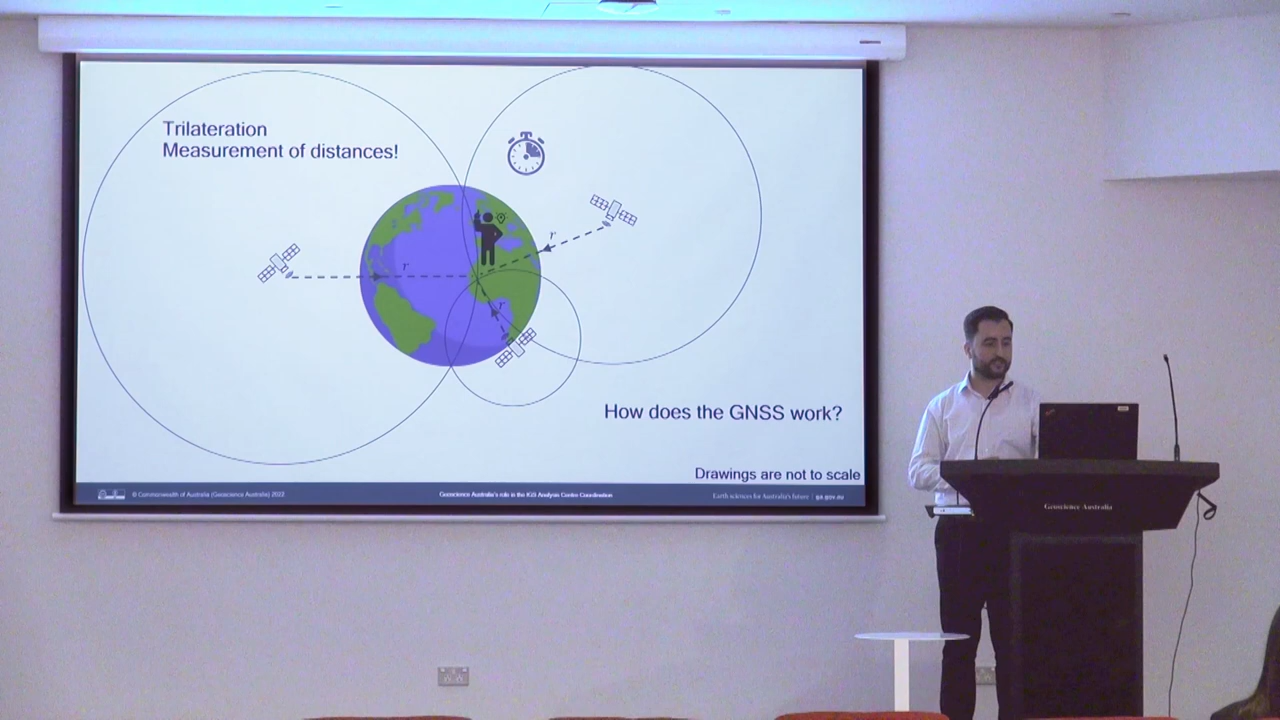 Trilateration
Measurement of distances!
r
r
r
How does the GNSS work?
Drawings are not to scale
© Commonwealth of Australia (Geoscience Australia) 2022
Geoscience Australia's role in the IGS Analysis Centre Coordination
Earth sciences for Australia's future | ga.gov.au
Geoscience Australia